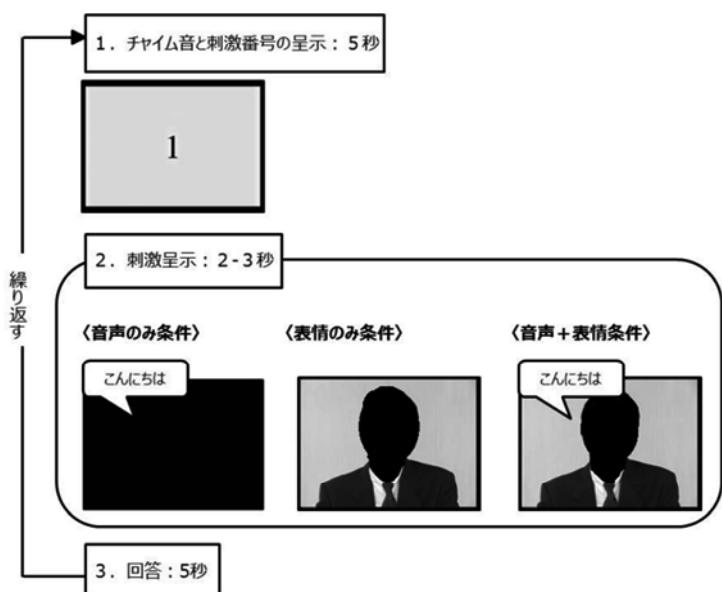 1．チャイム音と刺激番号の呈示：5秒
1
2．刺激呈示：2-3秒
〈音声のみ条件〉
〈表情のみ条件〉
〈音声＋表情条件〉
こんにちは
こんにちは
3．回答：5秒
繰り返す